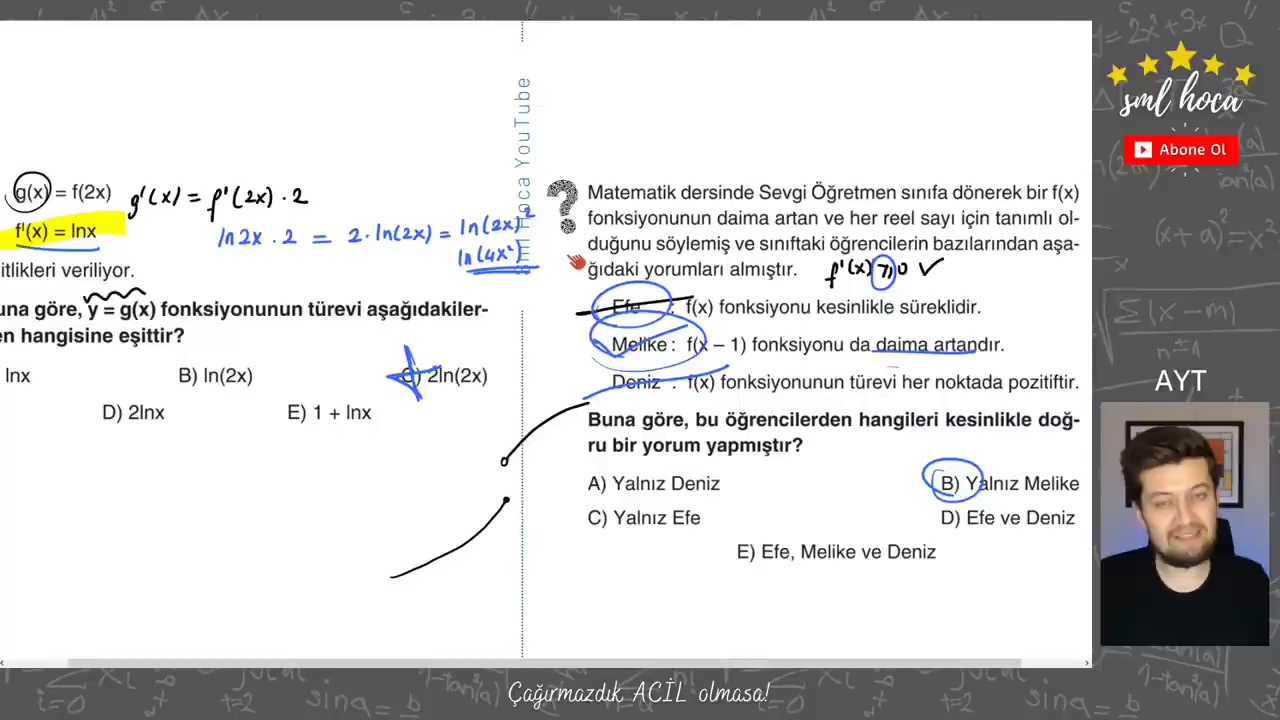 g(x) = f(2x)
g'(x) = f'(2x) · 2
f'(x) = lnx
ln2x · 2 = 2 · ln(2x) = ln(2x)²
ln(4x²)
itlikleri veriliyor.
una göre, y = g(x) fonksiyonunun türevi aşağıdakiler-
en hangisine eşittir?
lnx
B) ln(2x)
C) 2ln(2x)
D) 2lnx
E) 1 + lnx
Hoca YouTube
?
Matematik dersinde Sevgi Öğretmen sınıfa dönerek bir f(x)
fonksiyonunun daima artan ve her reel sayı için tanımlı ol-
duğunu söylemiş ve sınıftaki öğrencilerin bazılarından aşa-
ğıdaki yorumları almıştır.
f'(x) ≥ 0 ✓
Efe : f(x) fonksiyonu kesinlikle süreklidir.
Melike : f(x – 1) fonksiyonu da daima artandır.
Deniz : f(x) fonksiyonunun türevi her noktada pozitiftir.
Buna göre, bu öğrencilerden hangileri kesinlikle doğ-
ru bir yorum yapmıştır?
A) Yalnız Deniz
B) Yalnız Melike
C) Yalnız Efe
D) Efe ve Deniz
E) Efe, Melike ve Deniz
sml hoca
Abone Ol
AYT
Çağırmazdık ACİL olmasa!